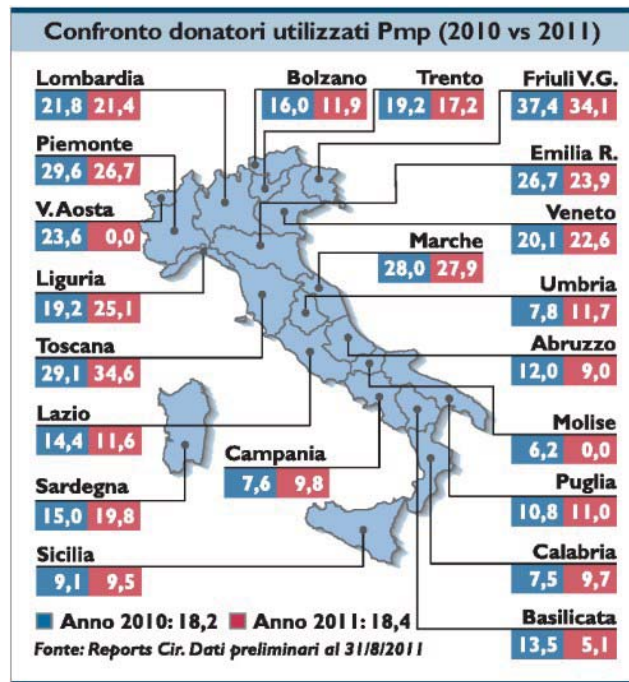 Confronto donatori utilizzati Pmp (2010 vs 2011)
Lombardia
21,8 21,4
Bolzano
16,0 11,9
Trento
19,2 17,2
Friuli V.G.
37,4 34,1
Piemonte
29,6 26,7
Emilia R.
26,7 23,9
V.Aosta
23,6 0,0
Veneto
20,1 22,6
Marche
28,0 27,9
Liguria
19,2 25,1
Umbria
7,8 11,7
Toscana
29,1 34,6
Abruzzo
12,0 9,0
Lazio
14,4 11,6
Molise
6,2 0,0
Campania
7,6 9,8
Sardegna
15,0 19,8
Puglia
10,8 11,0
Sicilia
9,1 9,5
Calabria
7,5 9,7
Basilicata
13,5 5,1
Anno 2010: 18,2 Anno 2011: 18,4
Fonte: Reports Cir. Dati preliminari al 31/8/2011